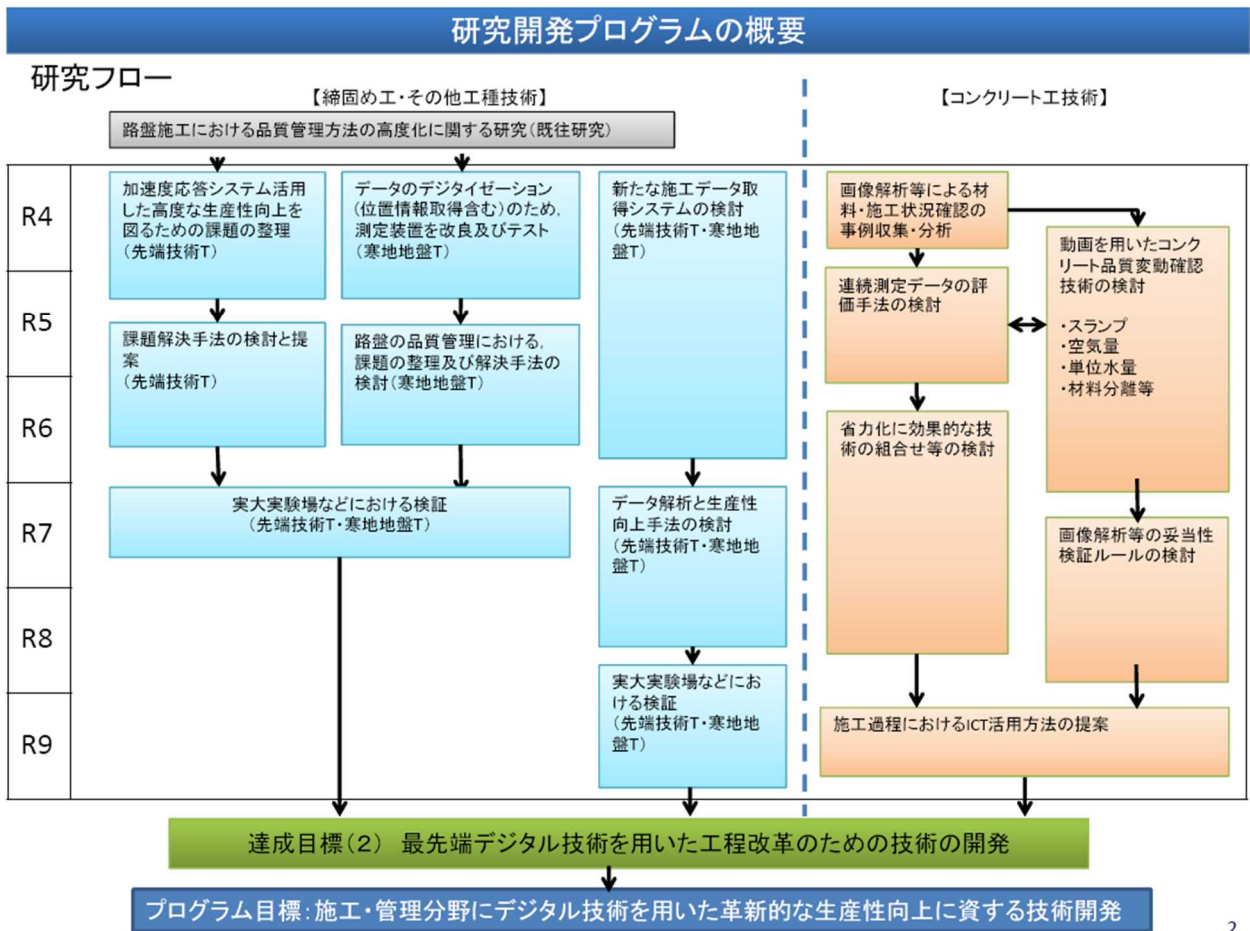 研究開発プログラムの概要
研究フロー
【締固め工・その他工種技術】
【コンクリート工技術】
路盤施工における品質管理方法の高度化に関する研究(既往研究)
R4
R5
R6
R7
R8
R9
加速度応答システム活用
した高度な生産性向上を
図るための課題の整理
(先端技術T)
データのデジタイゼーション
(位置情報取得含む)のため、
測定装置を改良及びテスト
(寒地地盤T)
新たな施工データ取
得システムの検討
(先端技術T・寒地地
盤T)
課題解決手法の検討と提
案
(先端技術T)
路盤の品質管理における、
課題の整理及び解決手法の
検討(寒地地盤T)
実大実験場などにおける検証
(先端技術T・寒地地盤T)
データ解析と生産性
向上手法の検討
(先端技術T・寒地地
盤T)
実大実験場などにお
ける検証
(先端技術T・寒地地
盤T)
画像解析等による材
料・施工状況確認の
事例収集・分析
動画を用いたコンク
リート品質変動確認
技術の検討
・スランプ
・空気量
・単位水量
・材料分離等
連続測定データの評
価手法の検討
省力化に効果的な技
術の組合せ等の検討
画像解析等の妥当性
検証ルールの検討
施工過程におけるICT活用方法の提案
達成目標(2) 最先端デジタル技術を用いた工程改革のための技術の開発
プログラム目標:施工・管理分野にデジタル技術を用いた革新的な生産性向上に資する技術開発
2